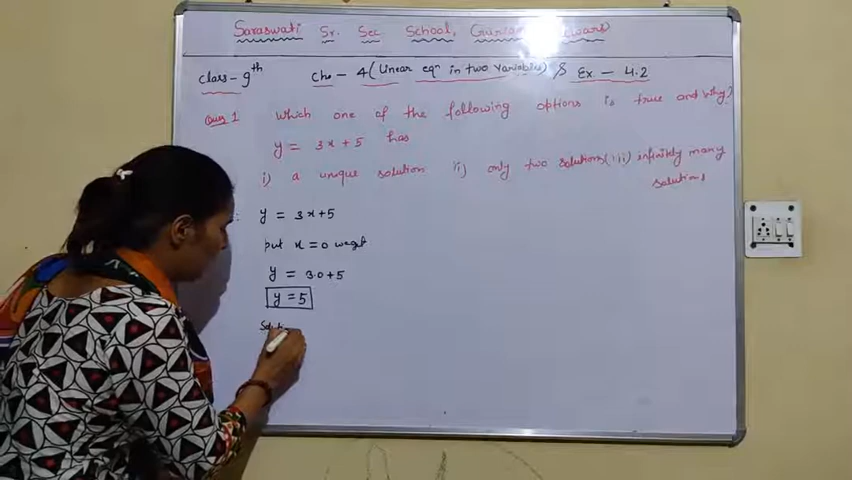 Saraswati Sr. Sec School,
Class - 9th Ch - 4 (linear eqn in two variables) Ex - 4.2
Ques 1 which one of the following options is true and why?
y = 3x + 5 has
i) a unique solution ii) only two solutions (iii) infinitely many solutions
y = 3x+5
put x = 0 we get
y = 3.0+5
y = 5